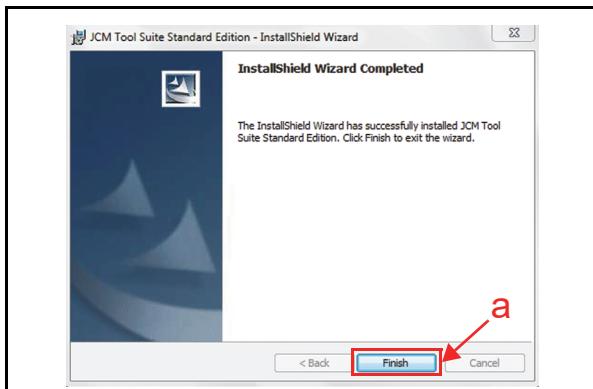 JCM Tool Suite Standard Edition - InstallShield Wizard
InstallShield Wizard Completed
The InstallShield Wizard has successfully installed JCM Tool
Suite Standard Edition. Click Finish to exit the wizard.
a
< Back Finish Cancel